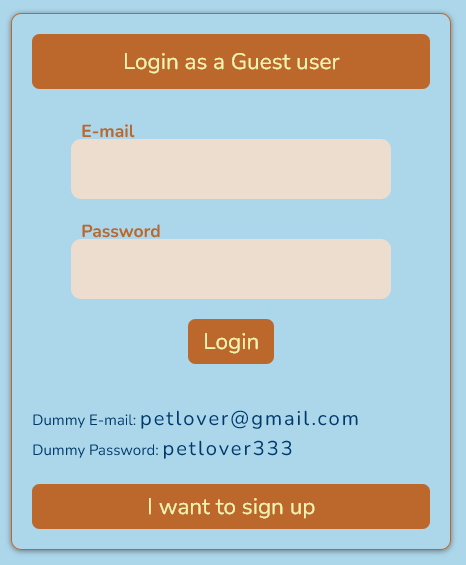 Login as a Guest user
E-mail
Password
Login
Dummy E-mail: petlover@gmail.com
Dummy Password: petlover333
I want to sign up